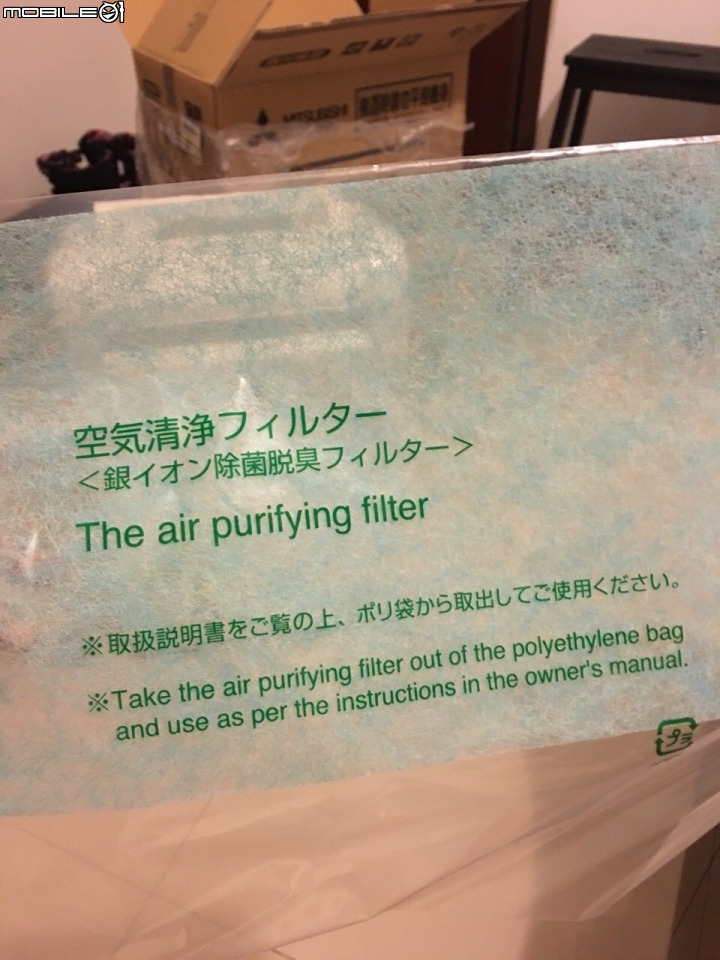 MOBILE01
MITSUBISHI
空気清浄フィルター
＜銀イオン除菌脱臭フィルター＞
The air purifying filter
※取扱説明書をご覧の上、ポリ袋から取出してご使用ください。
※Take the air purifying filter out of the polyethylene bag
and use as per the instructions in the owner's manual.
プラ